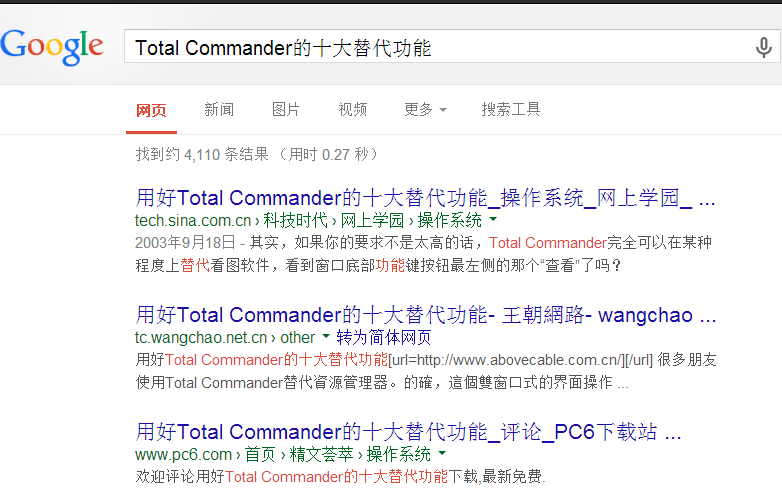 Google
Total Commander的十大替代功能
网页 新闻 图片 视频 更多 搜索工具
找到约 4,110 条结果 （用时 0.27 秒）
用好Total Commander的十大替代功能_操作系统_网上学园_ ...
tech.sina.com.cn › 科技时代 › 网上学园 › 操作系统
2003年9月18日 - 其实，如果你的要求不是太高的话，Total Commander完全可以在某种
程度上替代看图软件，看到窗口底部功能键按钮最左侧的那个“查看”了吗？
用好Total Commander的十大替代功能- 王朝網路- wangchao ...
tc.wangchao.net.cn › other 转为简体网页
用好Total Commander的十大替代功能[url=http://www.abovecable.com.cn/][/url] 很多朋友
使用Total Commander替代資源管理器。的確，這個雙窗口式的界面操作 ...
用好Total Commander的十大替代功能_评论_PC6下载站 ...
www.pc6.com › 首页 › 精文荟萃 › 操作系统
欢迎评论用好Total Commander的十大替代功能下载,最新免费.